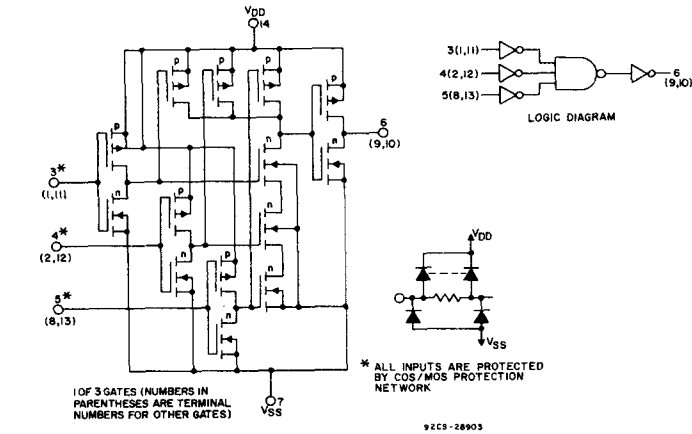 VDD
14
p
p
p
p
p
n
n
3*
(1,11)
n
6
(9,10)
p
n
4*
(2,12)
n
p
n
5*
(8,13)
n
7
VSS
1 OF 3 GATES (NUMBERS IN
PARENTHESES ARE TERMINAL
NUMBERS FOR OTHER GATES)
3(1,11)
4(2,12)
5(8,13)
6
(9,10)
LOGIC DIAGRAM
VDD
VSS
* ALL INPUTS ARE PROTECTED
BY COS/MOS PROTECTION
NETWORK
92CS-28903